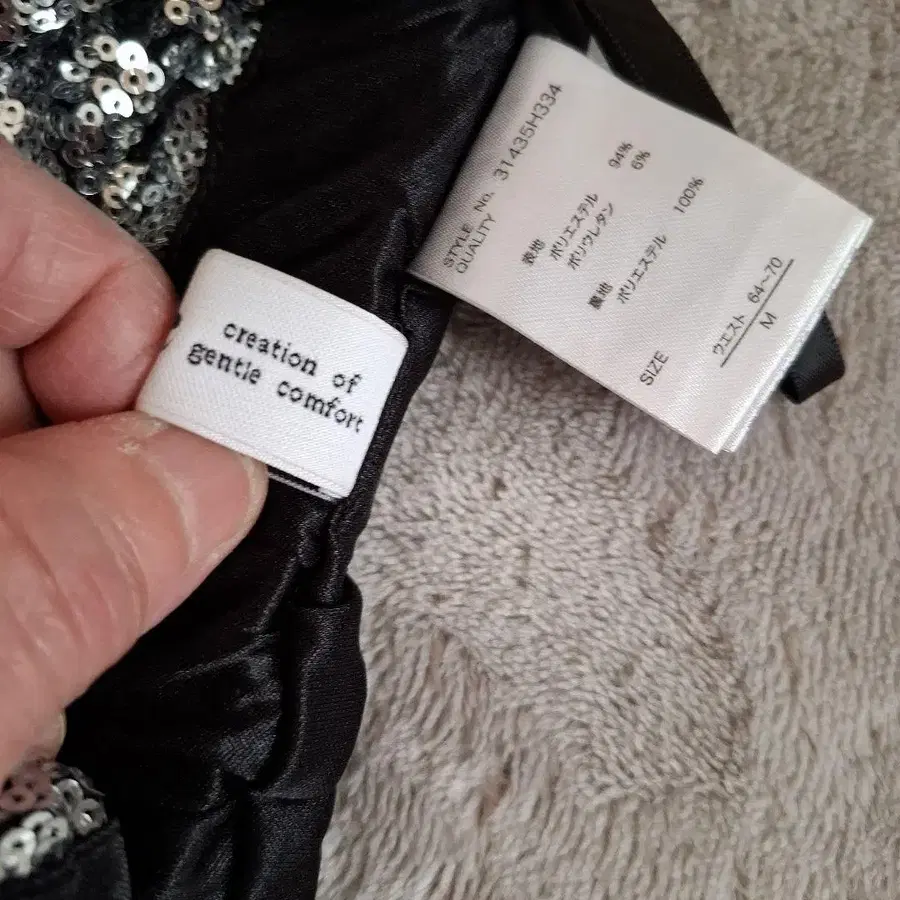 creation of
gentle comfort
STYLE No. 31435H334
QUALITY
表地
ポリエステル 94%
ポリウレタン 6%
裏地
ポリエステル 100%
SIZE
ウエスト 64〜70
M